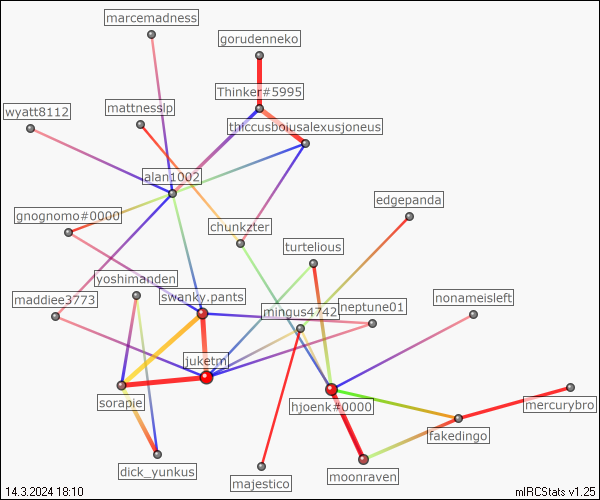 marcemadness
gorudenneko
Thinker#5995
wyatt8112
mattnesslp
thiccusboiusalexusjoneus
alan1002
edgepanda
gnognomo#0000
chunkzter
turtelious
yoshimanden
swanky.pants
maddiee3773
mingus4742
neptune01
nonameisleft
juketm
sorapie
hjoenk#0000
mercurybro
fakedingo
dick_yunkus
majestico
moonraven
14.3.2024 18:10
mIRCStats v1.25